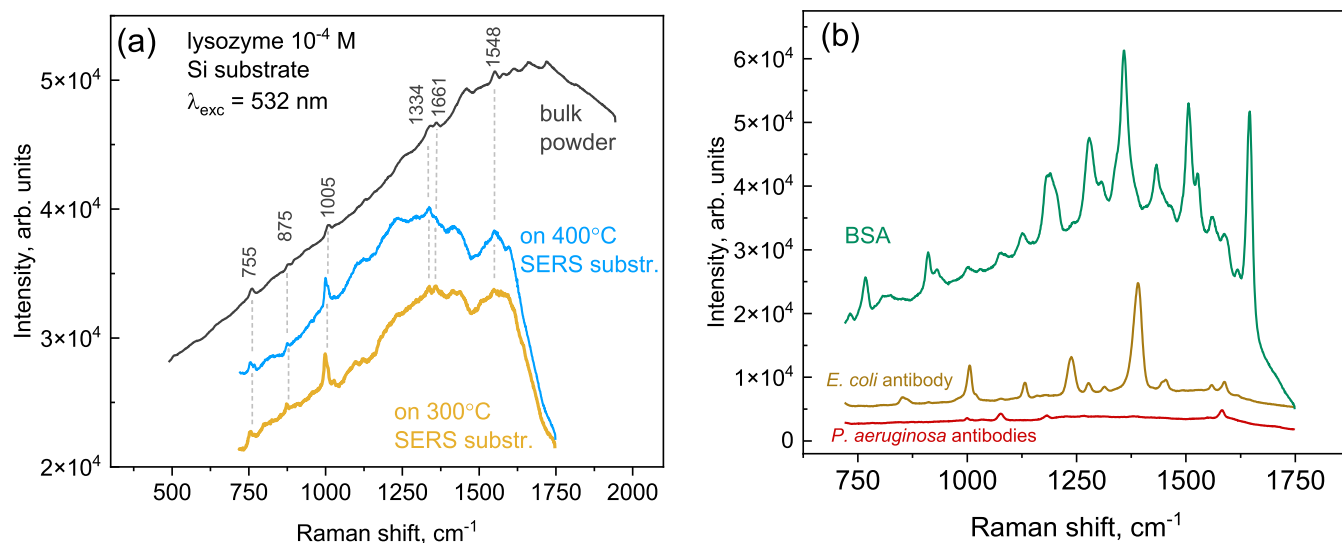 (a)
lysozyme 10⁻⁴ M
Si substrate
λexc = 532 nm
755
875
1005
1334
1661
1548
bulk
powder
on 400°C
SERS substr.
on 300°C
SERS substr.
5×10⁴
4×10⁴
3×10⁴
2×10⁴
Intensity, arb. units
500 750 1000 1250 1500 1750 2000
Raman shift, cm⁻¹
(b)
BSA
E. coli antibody
P. aeruginosa antibodies
6×10⁴
5×10⁴
4×10⁴
3×10⁴
2×10⁴
1×10⁴
0
Intensity, arb. units
750 1000 1250 1500 1750
Raman shift, cm⁻¹